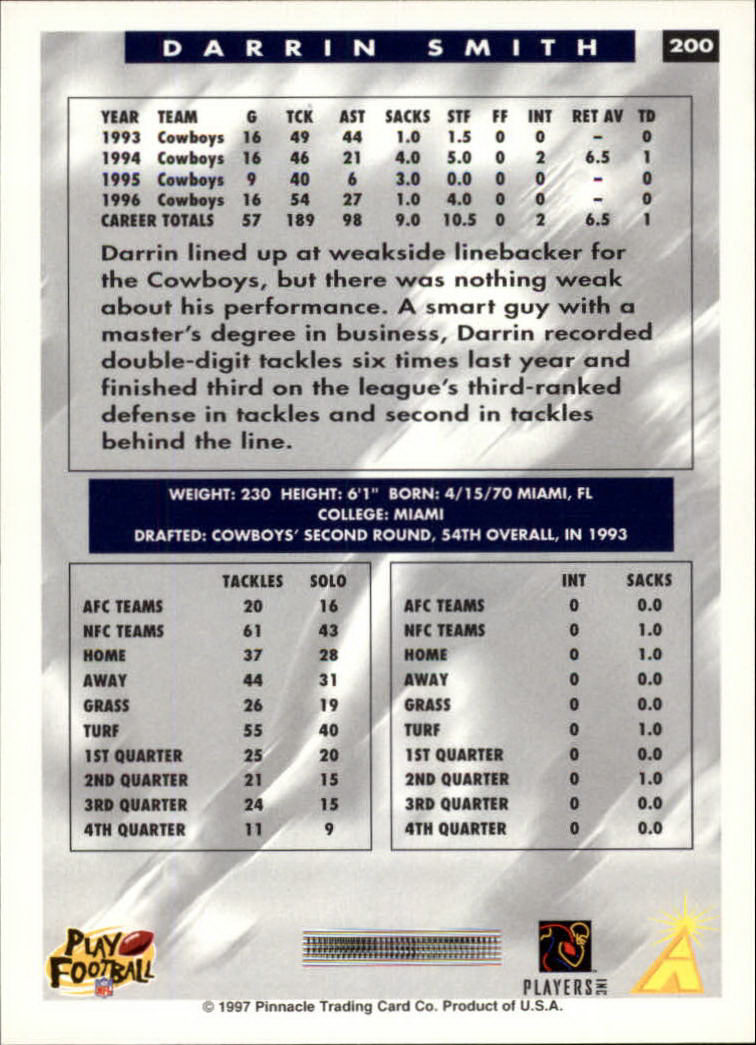 DARRIN SMITH 200
YEAR TEAM G TCK AST SACKS STF FF INT RET AV TD
1993 Cowboys 16 49 44 1.0 1.5 0 0 – 0
1994 Cowboys 16 46 21 4.0 5.0 0 2 6.5 1
1995 Cowboys 9 40 6 3.0 0.0 0 0 – 0
1996 Cowboys 16 54 27 1.0 4.0 0 0 – 0
CAREER TOTALS 57 189 98 9.0 10.5 0 2 6.5 1
Darrin lined up at weakside linebacker for
the Cowboys, but there was nothing weak
about his performance. A smart guy with a
master's degree in business, Darrin recorded
double-digit tackles six times last year and
finished third on the league's third-ranked
defense in tackles and second in tackles
behind the line.
WEIGHT: 230 HEIGHT: 6'1" BORN: 4/15/70 MIAMI, FL
COLLEGE: MIAMI
DRAFTED: COWBOYS' SECOND ROUND, 54TH OVERALL, IN 1993
TACKLES SOLO
AFC TEAMS 20 16
NFC TEAMS 61 43
HOME 37 28
AWAY 44 31
GRASS 26 19
TURF 55 40
1ST QUARTER 25 20
2ND QUARTER 21 15
3RD QUARTER 24 15
4TH QUARTER 11 9
INT SACKS
AFC TEAMS 0 0.0
NFC TEAMS 0 1.0
HOME 0 1.0
AWAY 0 0.0
GRASS 0 0.0
TURF 0 1.0
1ST QUARTER 0 0.0
2ND QUARTER 0 1.0
3RD QUARTER 0 0.0
4TH QUARTER 0 0.0
PLAY
FOOTBALL
NFL
PLAYERS INC
© 1997 Pinnacle Trading Card Co. Product of U.S.A.